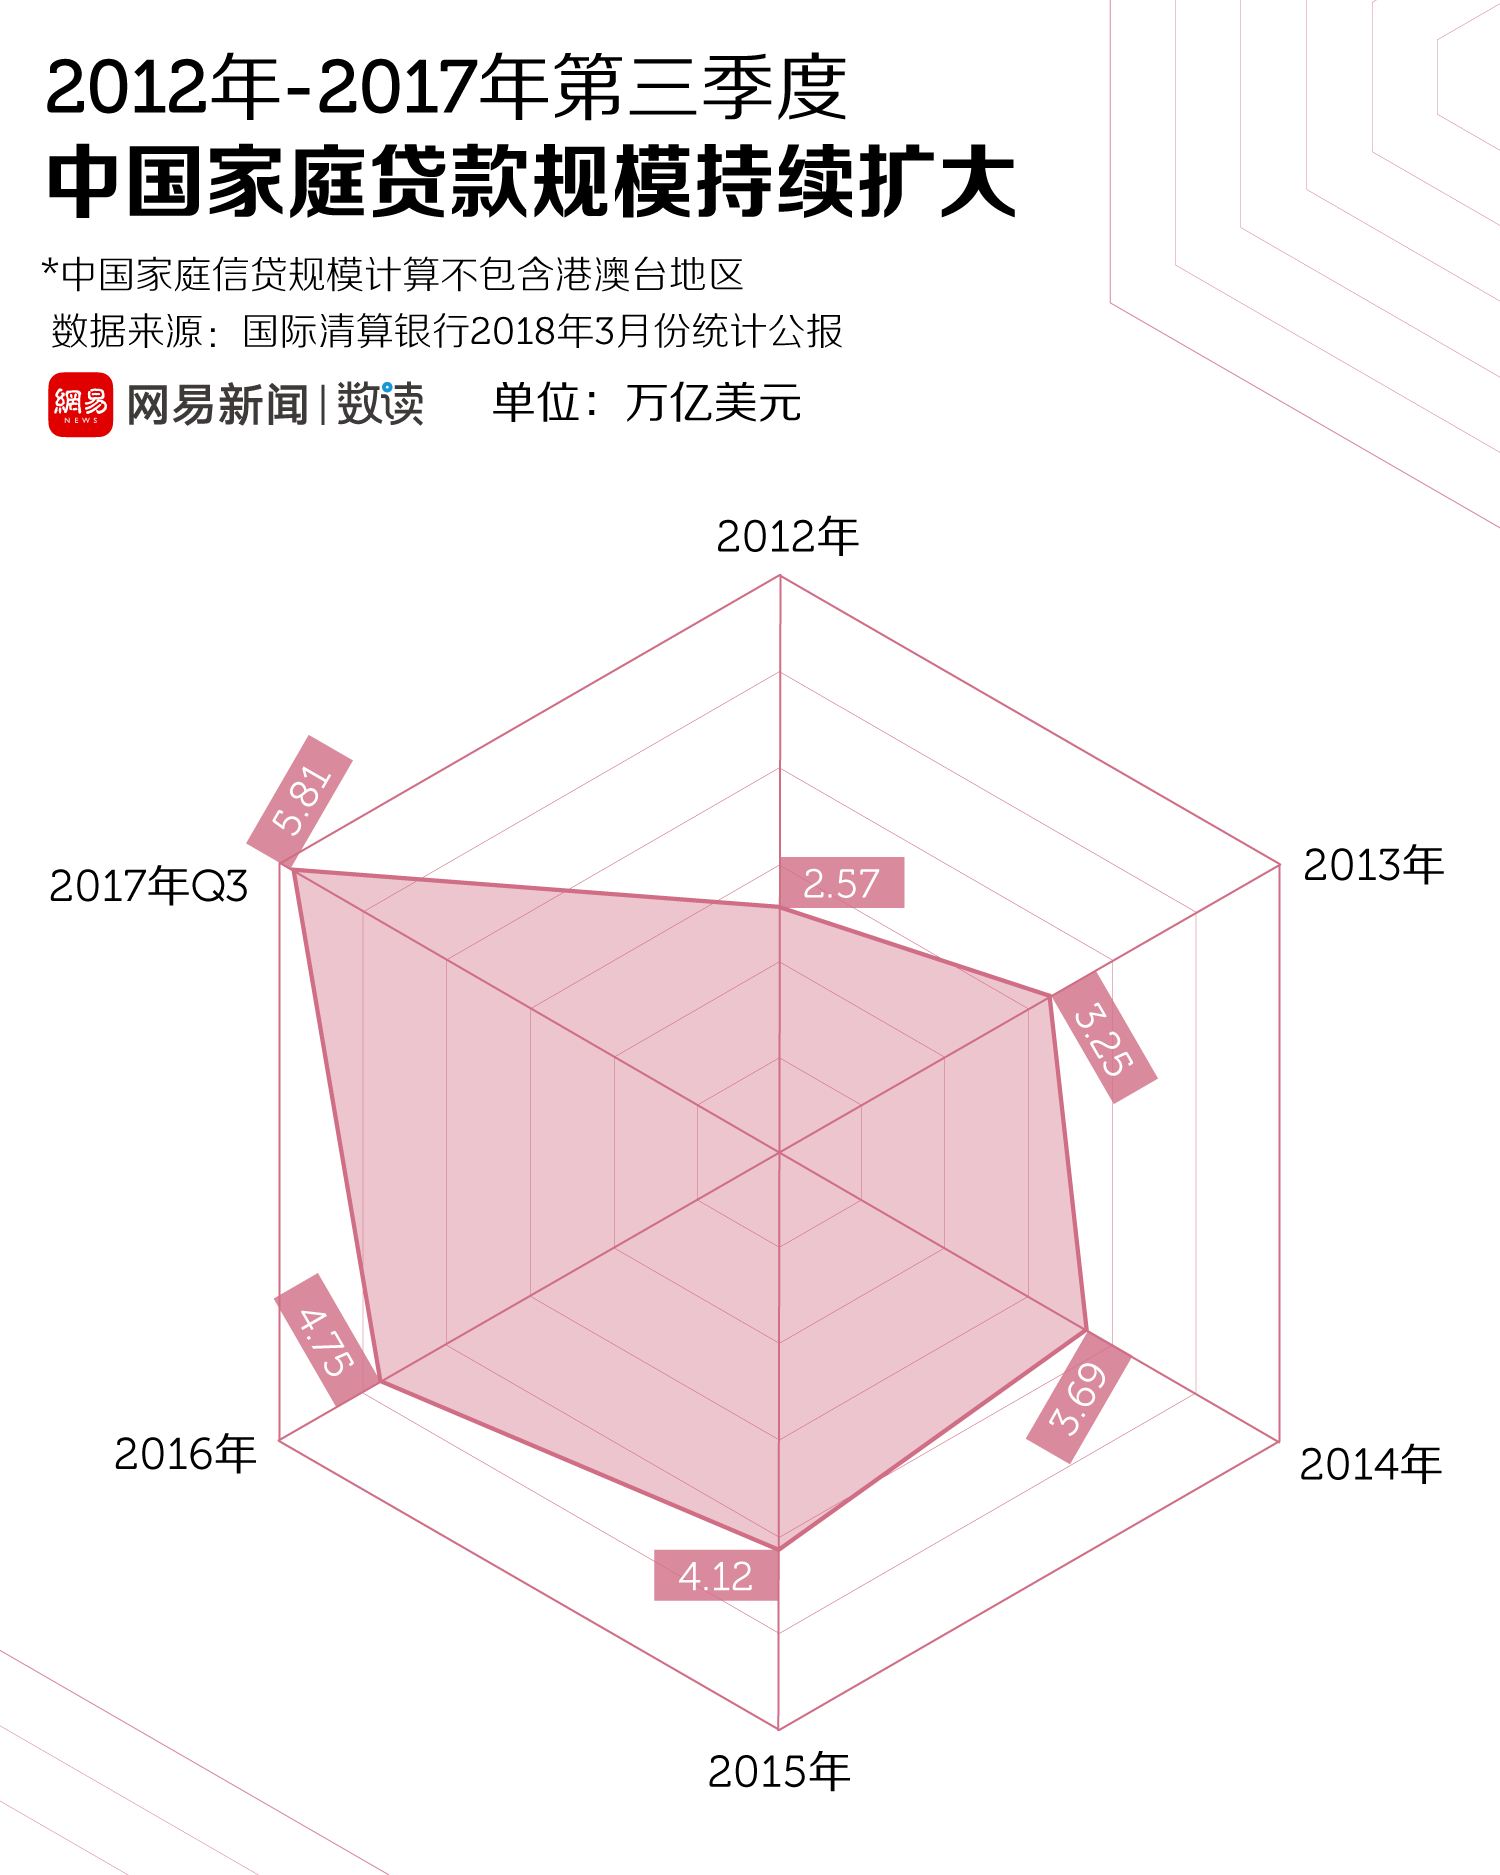 2012年-2017年第三季度
中国家庭贷款规模持续扩大
*中国家庭信贷规模计算不包含港澳台地区
数据来源：国际清算银行2018年3月份统计公报
網易 NEWS 网易新闻 | 数读 单位：万亿美元
2012年
5.81
2013年
2017年Q3
2.57
3.25
4.75
3.69
2016年
2014年
4.12
2015年